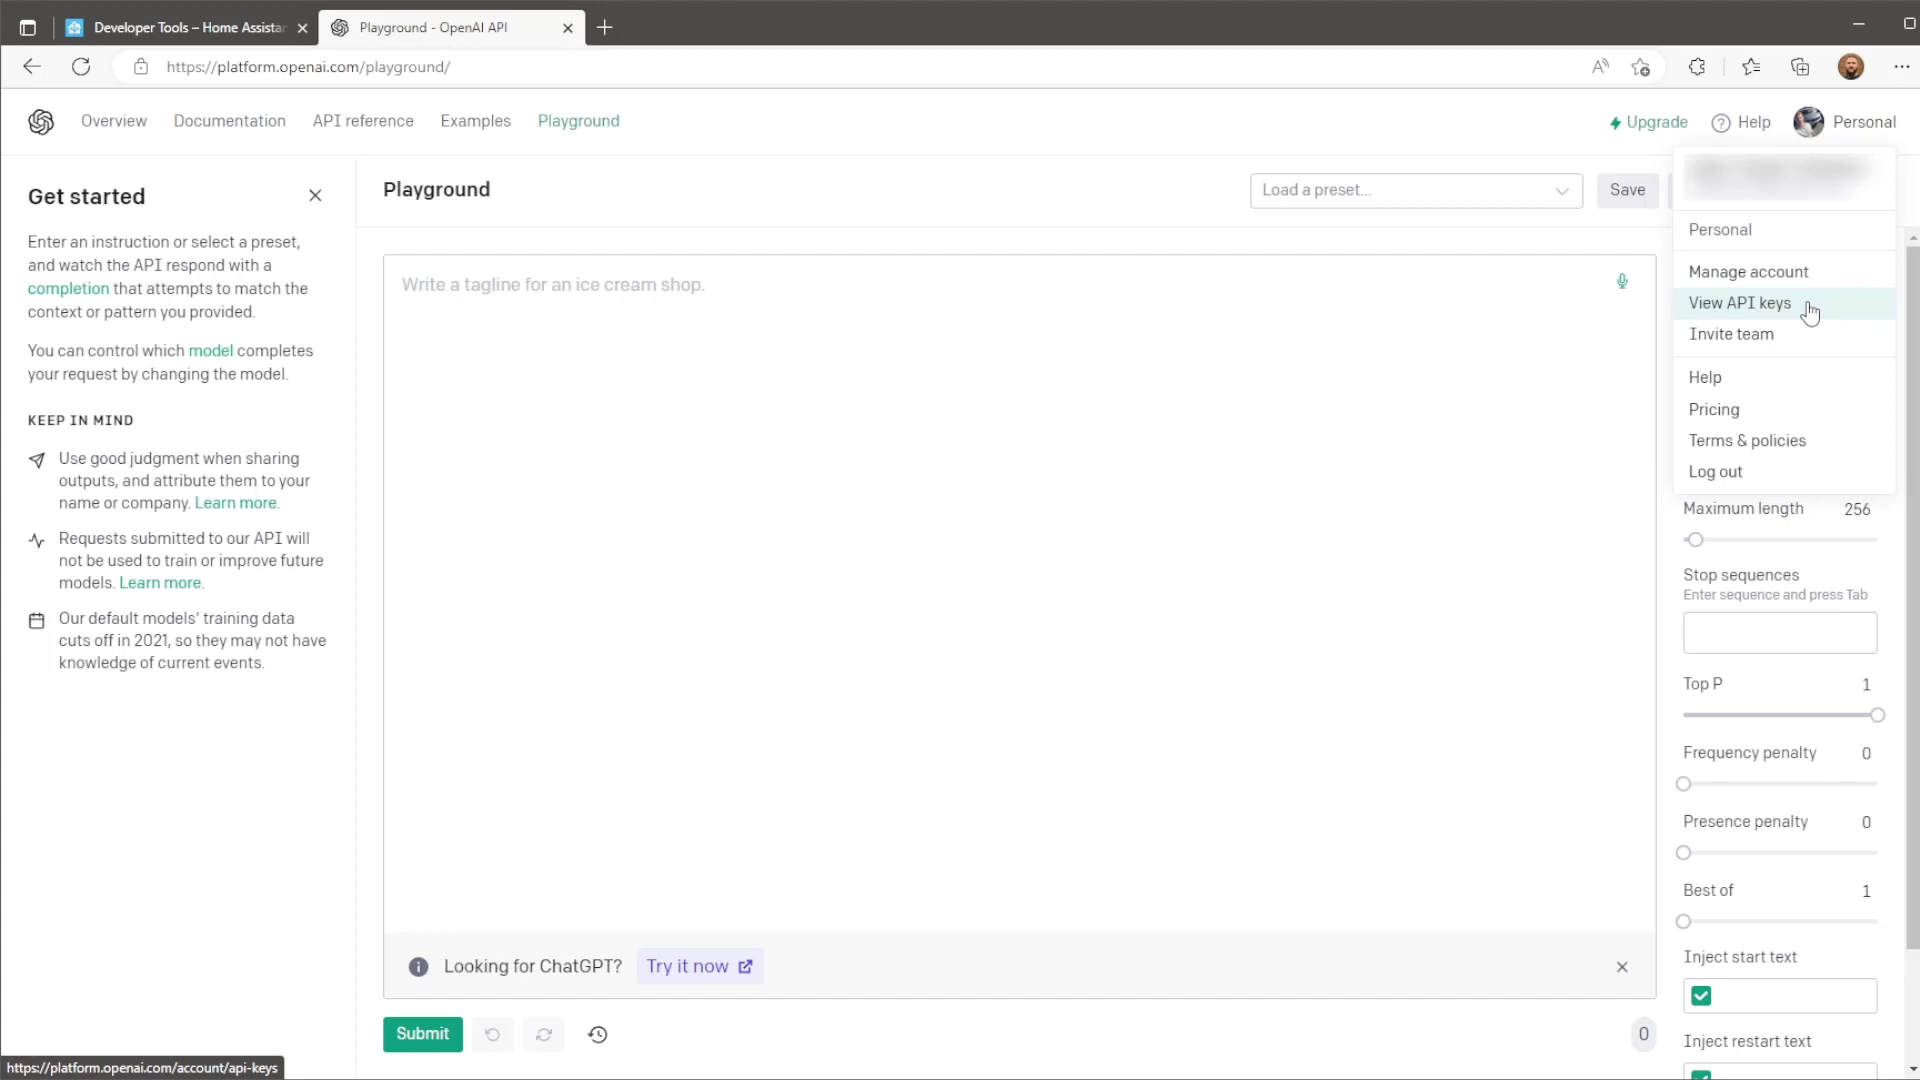 Developer Tools – Home Assistan
Playground - OpenAI API
https://platform.openai.com/playground/
Overview
Documentation
API reference
Examples
Playground
Upgrade
Help
Personal
Get started
Enter an instruction or select a preset,
and watch the API respond with a
completion that attempts to match the
context or pattern you provided.
You can control which model completes
your request by changing the model.
KEEP IN MIND
Use good judgment when sharing
outputs, and attribute them to your
name or company. Learn more.
Requests submitted to our API will
not be used to train or improve future
models. Learn more.
Our default models' training data
cuts off in 2021, so they may not have
knowledge of current events.
Playground
Load a preset...
Save
Write a tagline for an ice cream shop.
Looking for ChatGPT?
Try it now
Submit
0
Personal
Manage account
View API keys
Invite team
Help
Pricing
Terms & policies
Log out
Maximum length 256
Stop sequences
Enter sequence and press Tab
Top P 1
Frequency penalty 0
Presence penalty 0
Best of 1
Inject start text
Inject restart text
https://platform.openai.com/account/api-keys